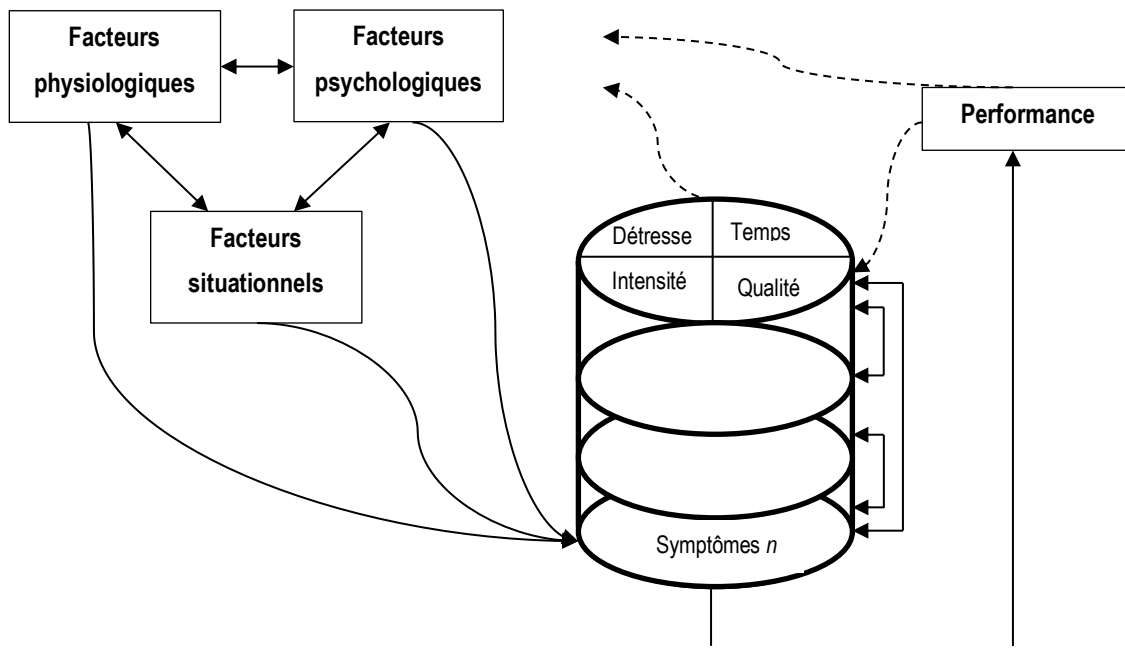 Facteurs
physiologiques
Facteurs
psychologiques
Performance
Facteurs
situationnels
Détresse
Temps
Intensité
Qualité
Symptômes n